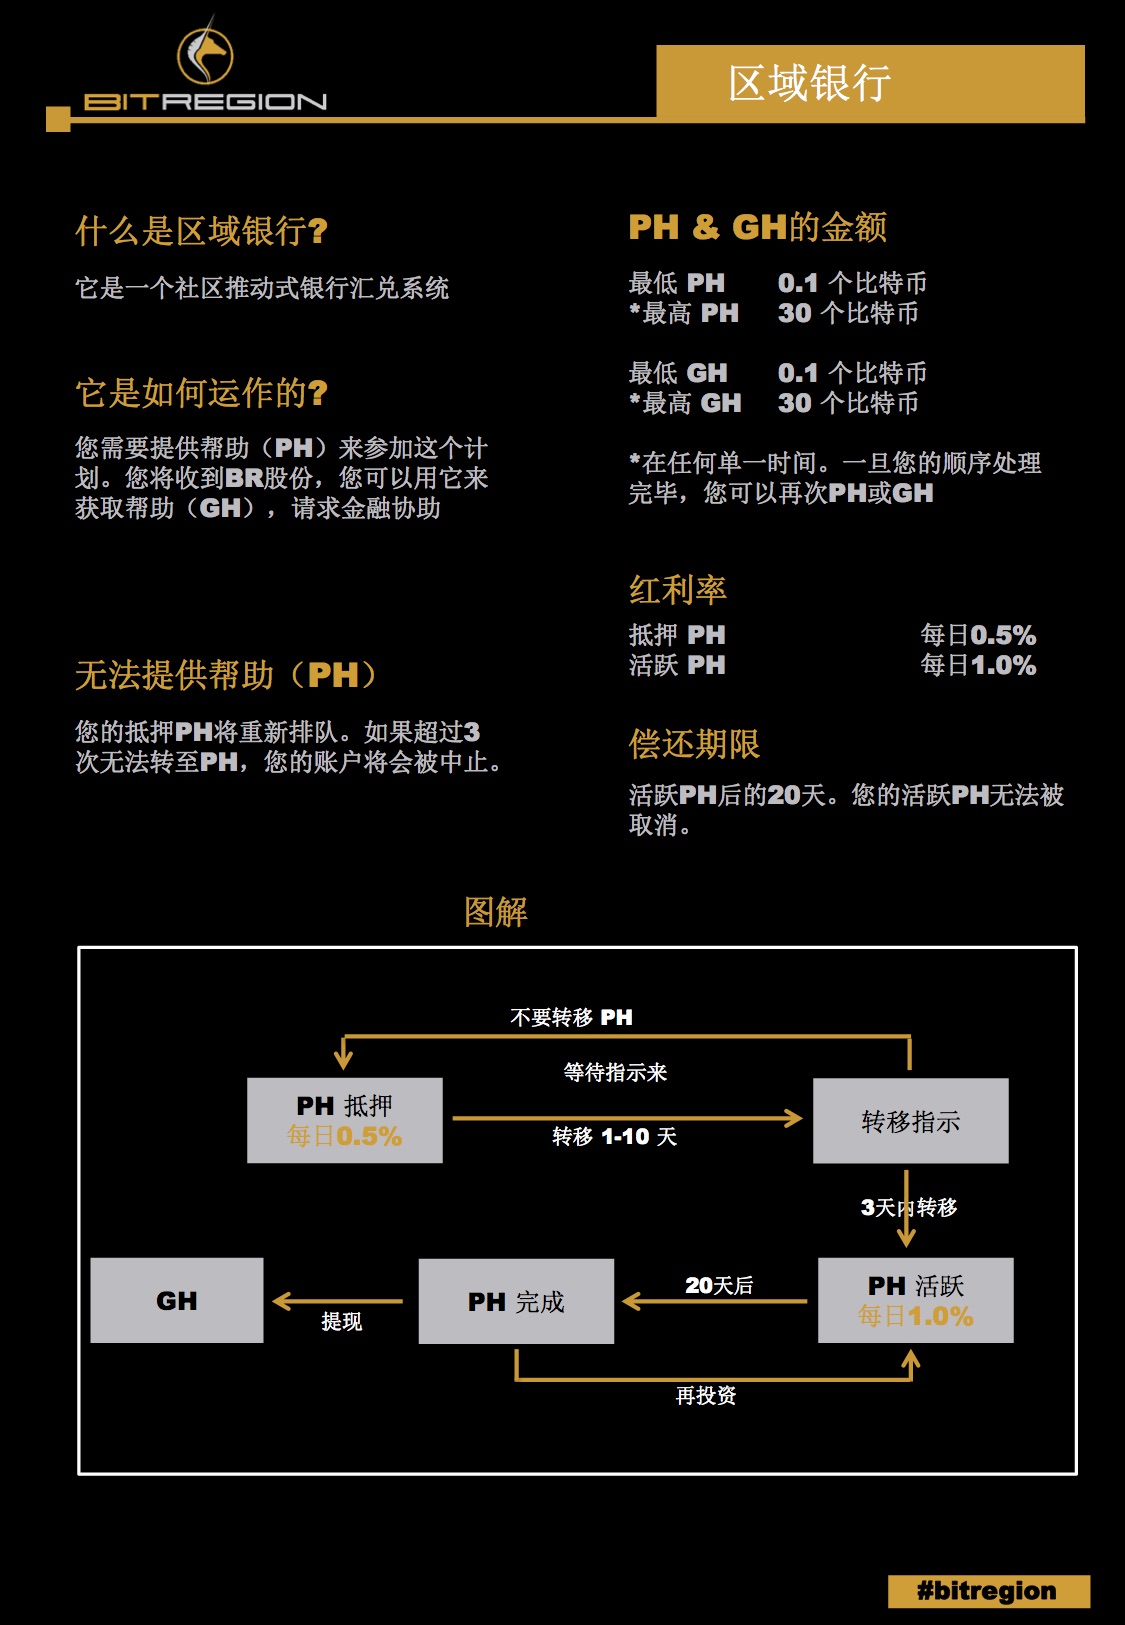 BITREGION
区域银行
什么是区域银行?
它是一个社区推动式银行汇兑系统
它是如何运作的?
您需要提供帮助（PH）来参加这个计
划。您将收到BR股份，您可以用它来
获取帮助（GH），请求金融协助
无法提供帮助（PH）
您的抵押PH将重新排队。如果超过3
次无法转至PH，您的账户将会被中止。
PH & GH的金额
最低 PH 0.1 个比特币
*最高 PH 30 个比特币
最低 GH 0.1 个比特币
*最高 GH 30 个比特币
*在任何单一时间。一旦您的顺序处理
完毕，您可以再次PH或GH
红利率
抵押 PH 每日0.5%
活跃 PH 每日1.0%
偿还期限
活跃PH后的20天。您的活跃PH无法被
取消。
图解
不要转移 PH
等待指示来
PH 抵押
每日0.5%
转移 1-10 天
转移指示
3天内转移
GH
提现
PH 完成
20天后
PH 活跃
每日1.0%
再投资
#bitregion